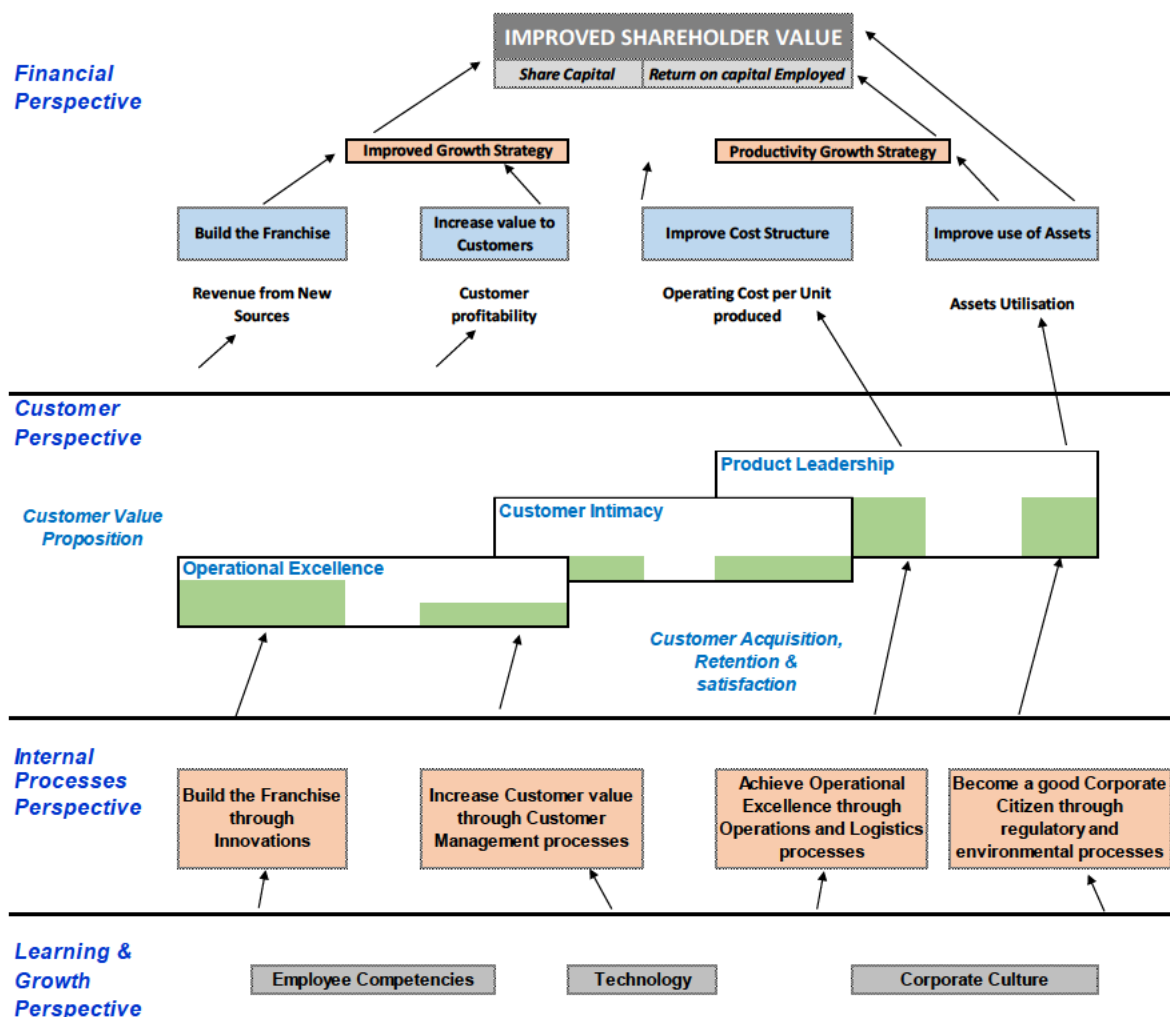 IMPROVED SHAREHOLDER VALUE
Share Capital
Return on capital Employed
Financial
Perspective
Improved Growth Strategy
Productivity Growth Strategy
Build the Franchise
Increase value to
Customers
Improve Cost Structure
Improve use of Assets
Revenue from New
Sources
Customer
profitability
Operating Cost per Unit
produced
Assets Utilisation
Customer
Perspective
Product Leadership
Customer Intimacy
Customer Value
Proposition
Operational Excellence
Customer Acquisition,
Retention &
satisfaction
Internal
Processes
Perspective
Build the Franchise
through
Innovations
Increase Customer value
through Customer
Management processes
Achieve Operational
Excellence through
Operations and Logistics
processes
Become a good Corporate
Citizen through
regulatory and
environmental processes
Learning &
Growth
Perspective
Employee Competencies
Technology
Corporate Culture